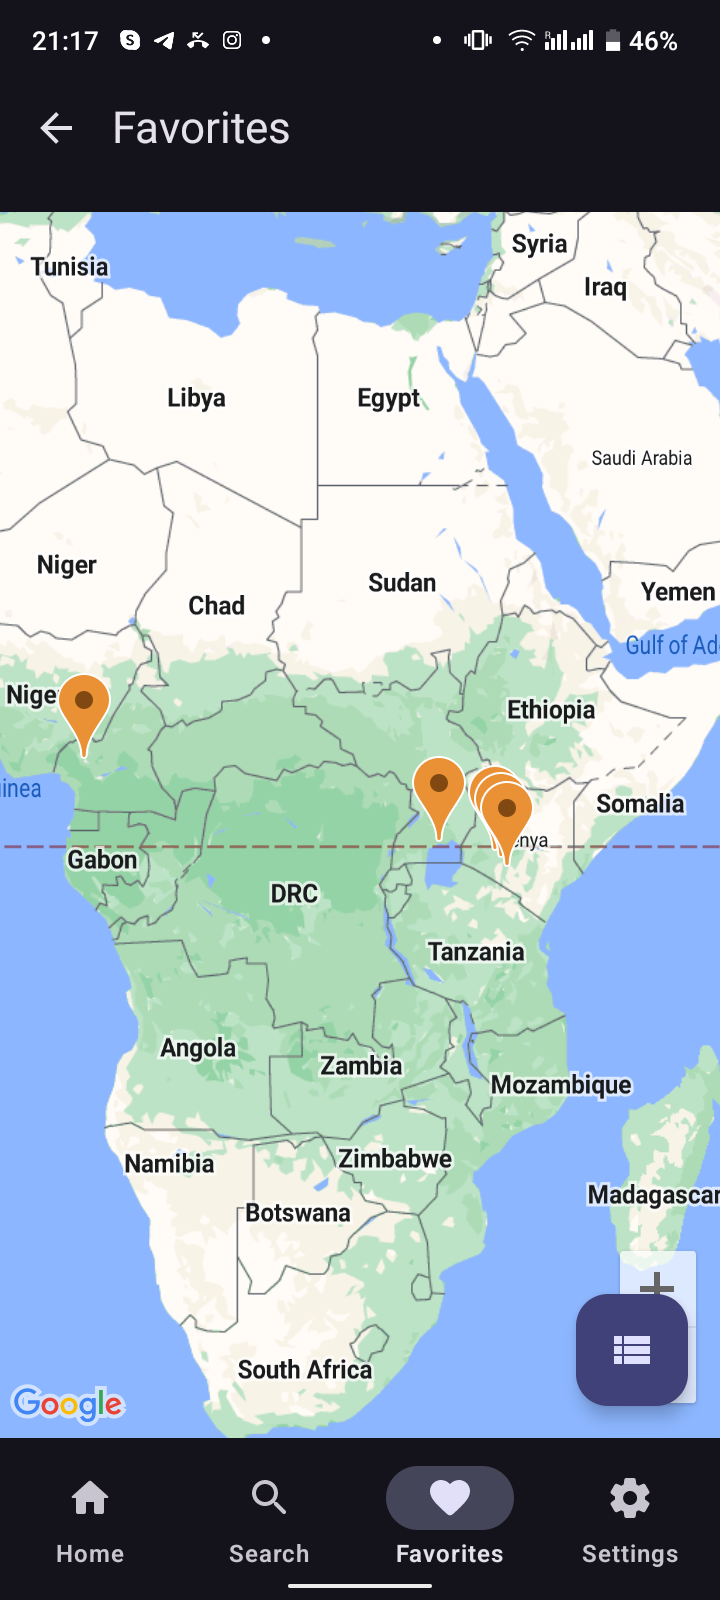 21:17
R
46%
Favorites
Syria
Tunisia
Iraq
Libya
Egypt
Saudi Arabia
Niger
Sudan
Chad
Yemen
Gulf of Ad
Nige
Ethiopia
inea
Somalia
enya
Gabon
DRC
Tanzania
Angola
Zambia
Mozambique
Zimbabwe
Namibia
Madagascar
Botswana
South Africa
Google
Home
Search
Favorites
Settings